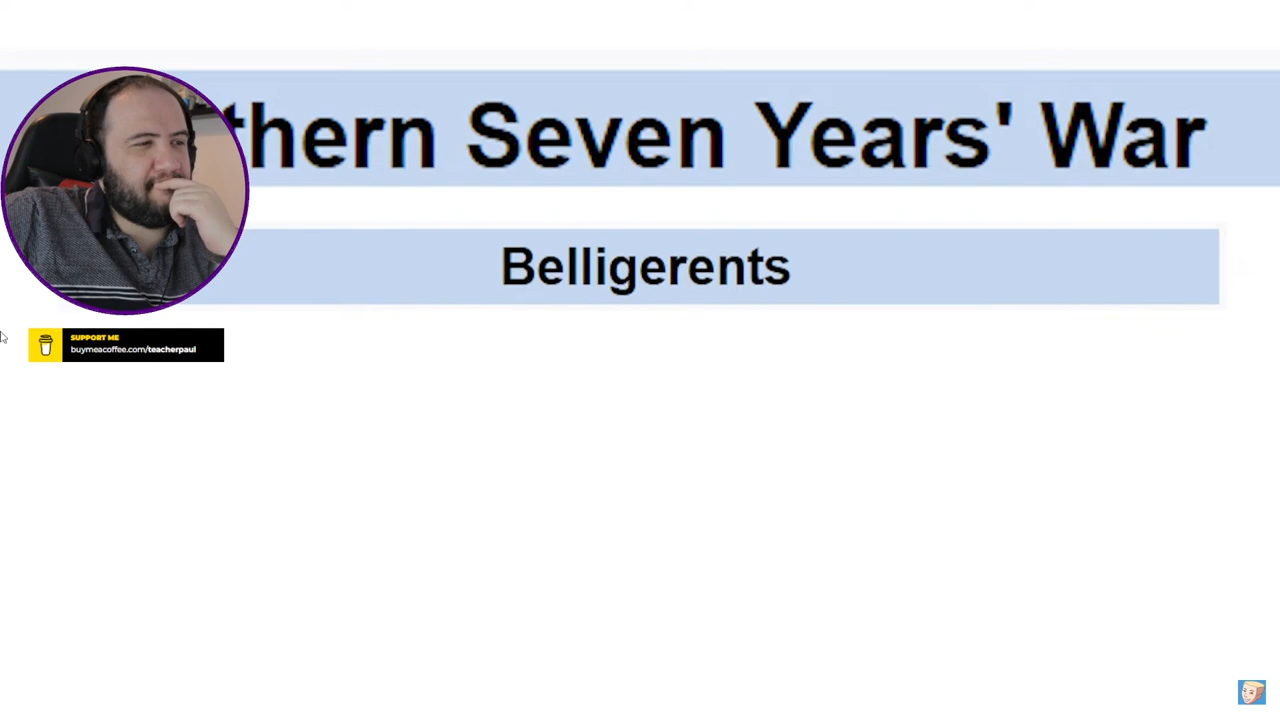 thern Seven Years' War
Belligerents
SUPPORT ME
buymeacoffee.com/teacherpaul